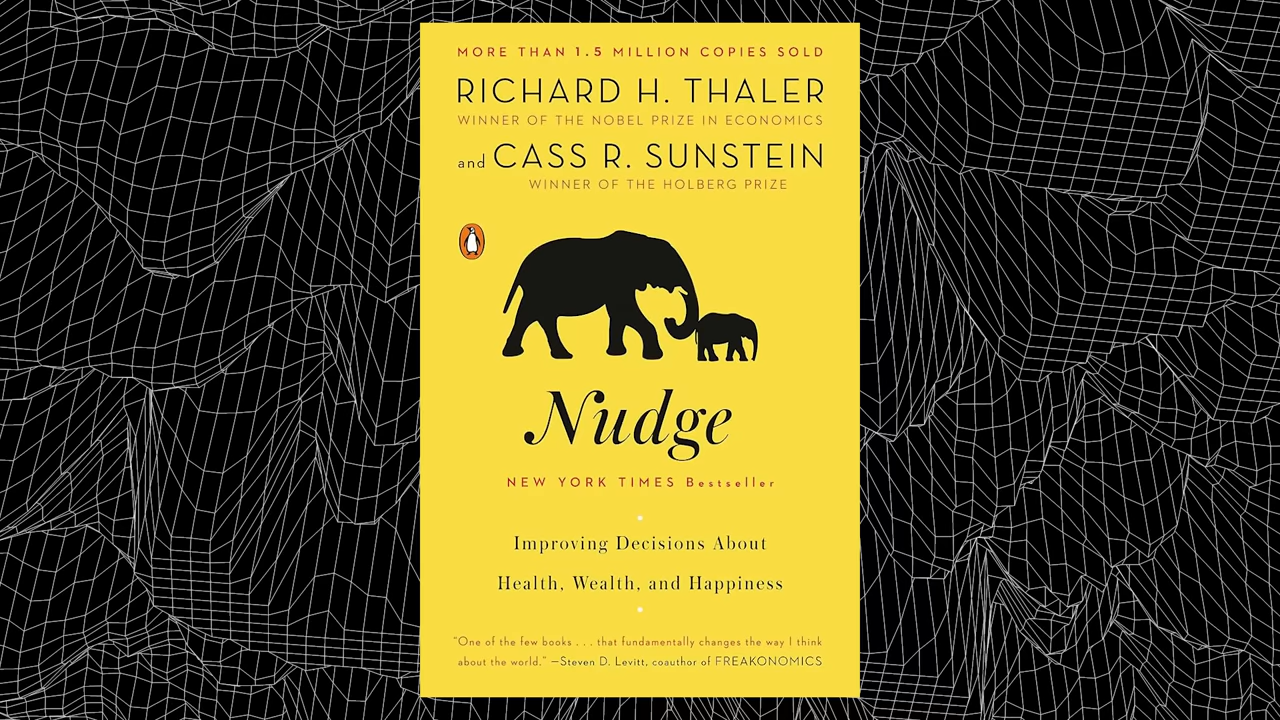 MORE THAN 1.5 MILLION COPIES SOLD
RICHARD H. THALER
WINNER OF THE NOBEL PRIZE IN ECONOMICS
and CASS R. SUNSTEIN
WINNER OF THE HOLBERG PRIZE
Nudge
NEW YORK TIMES Bestseller
Improving Decisions About
Health, Wealth, and Happiness
"One of the few books . . . that fundamentally changes the way I think
about the world." —Steven D. Levitt, coauthor of FREAKONOMICS